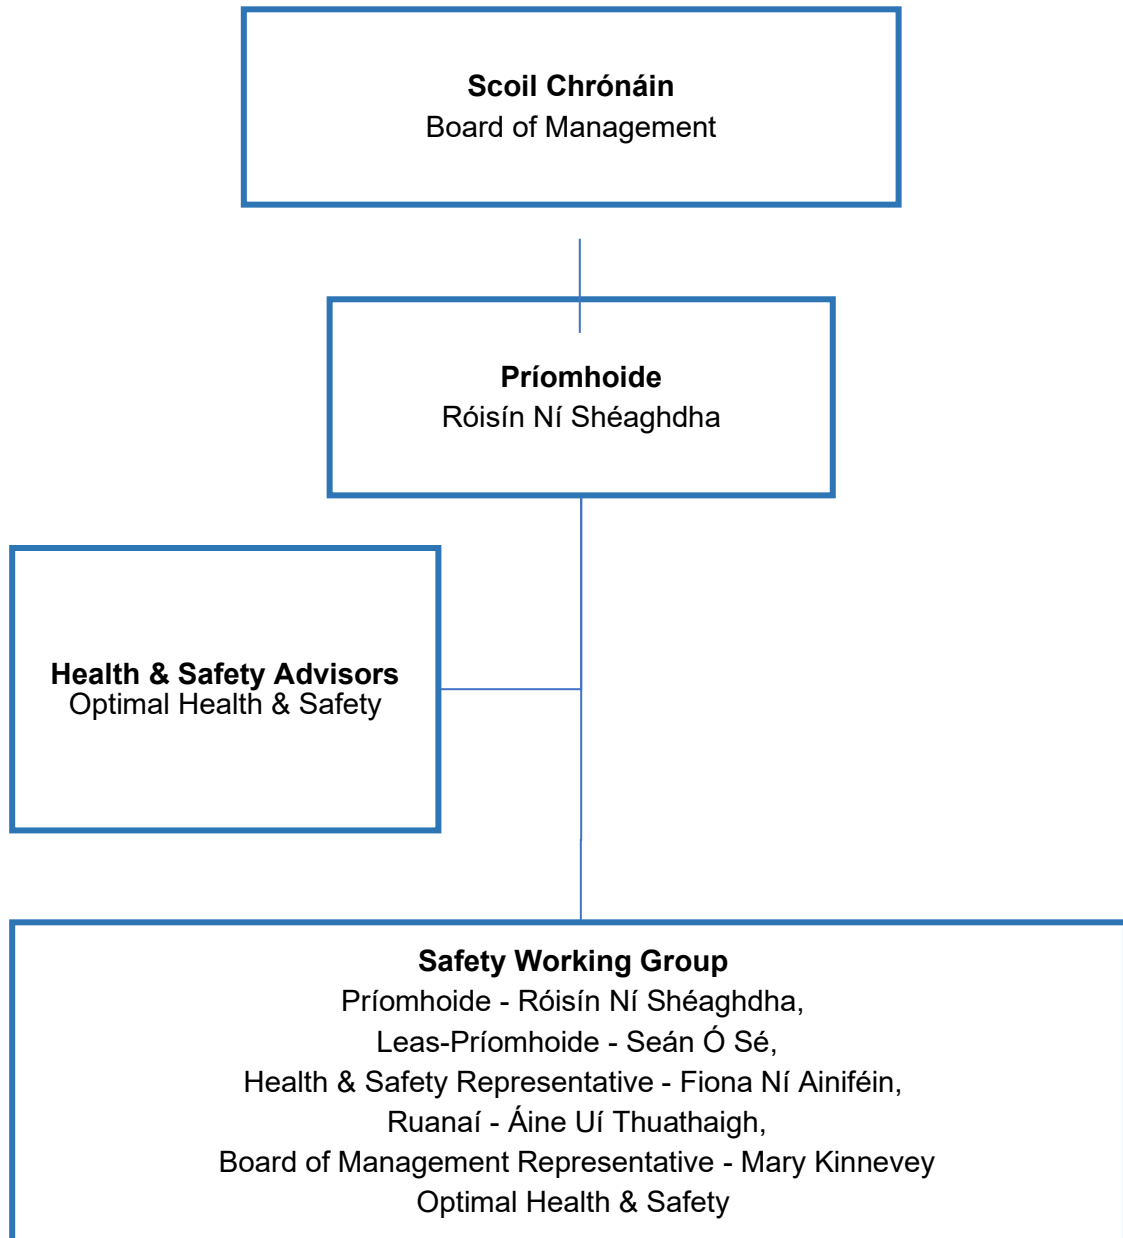 Scoil Chrónáin
Board of Management
Príomhoide
Róisín Ní Shéaghdha
Health & Safety Advisors
Optimal Health & Safety
Safety Working Group
Príomhoide - Róisín Ní Shéaghdha,
Leas-Príomhoide - Seán Ó Sé,
Health & Safety Representative - Fiona Ní Ainiféin,
Ruanaí - Áine Uí Thuathaigh,
Board of Management Representative - Mary Kinnevey
Optimal Health & Safety